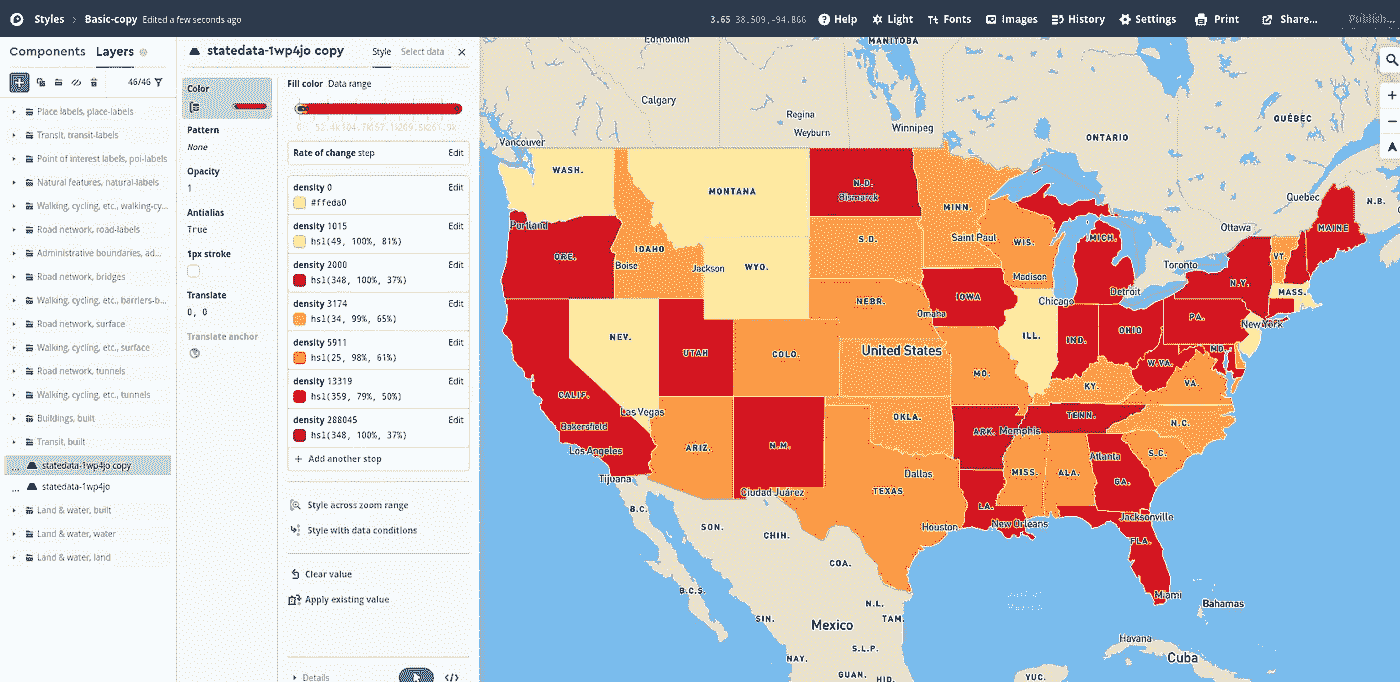 Styles › Basic-copy Edited a few seconds ago
3.65 38.509, -94.866 Help Light Fonts Images History Settings Print Share... Publish...
Components Layers
46/46
Place labels, place-labels
Transit, transit-labels
Point of interest labels, poi-labels
Natural features, natural-labels
Walking, cycling, etc., walking-cy...
Road network, road-labels
Administrative boundaries, ad...
Road network, bridges
Walking, cycling, etc., barriers-b...
Road network, surface
Walking, cycling, etc., surface
Road network, tunnels
Walking, cycling, etc., tunnels
Buildings, built
Transit, built
statedata-1wp4jo copy
statedata-1wp4jo
Land & water, built
Land & water, water
Land & water, land
statedata-1wp4jo copy Style Select data
Color
Pattern
None
Opacity
1
Antialias
True
1px stroke
Translate
0, 0
Translate anchor
Fill color Data range
Rate of change step Edit
density 0 Edit
#ffeda0
density 1015 Edit
hsl(49, 100%, 81%)
density 2000 Edit
hsl(348, 100%, 37%)
density 3174 Edit
hsl(34, 99%, 65%)
density 5911 Edit
hsl(25, 98%, 61%)
density 13319 Edit
hsl(359, 79%, 50%)
density 288045 Edit
hsl(348, 100%, 37%)
+ Add another stop
Style across zoom range
Style with data conditions
Clear value
Apply existing value
Details </>
Edmonton
MANITOBA
Calgary
Regina
Weyburn
Winnipeg
ONTARIO
QUÉBEC
Vancouver
Quebec
N.B.
Ottawa
Toronto
WASH.
MONTANA
N.D.
Bismarck
MINN.
Portland
ORE.
IDAHO
Boise
Jackson
WYO.
S.D.
Saint Paul
WIS.
Madison
MICH.
Detroit
Chicago
MAINE
VT.
N.Y.
MASS.
New York
PA.
NEV.
UTAH
COLO.
NEBR.
Omaha
IOWA
ILL.
IND.
OHIO
W.VA.
MD.
VA.
United States
MO.
KY.
CALIF.
Las Vegas
Bakersfield
Los Angeles
Tijuana
ARIZ.
N.M.
OKLA.
ARK.
Memphis
TENN.
N.C.
S.C.
Atlanta
GA.
ALA.
MISS.
Dallas
TEXAS
Ciudad Juárez
LA.
New Orleans
Houston
Jacksonville
FLA.
Miami
B.C.
SON.
CHIH.
COA.
B.C.S.
N.L.
SIN.
Mexico
TAM.
S.L.P.
NAY.
GUAN.
HID.
YUC.
Bahamas
Havana
Cuba